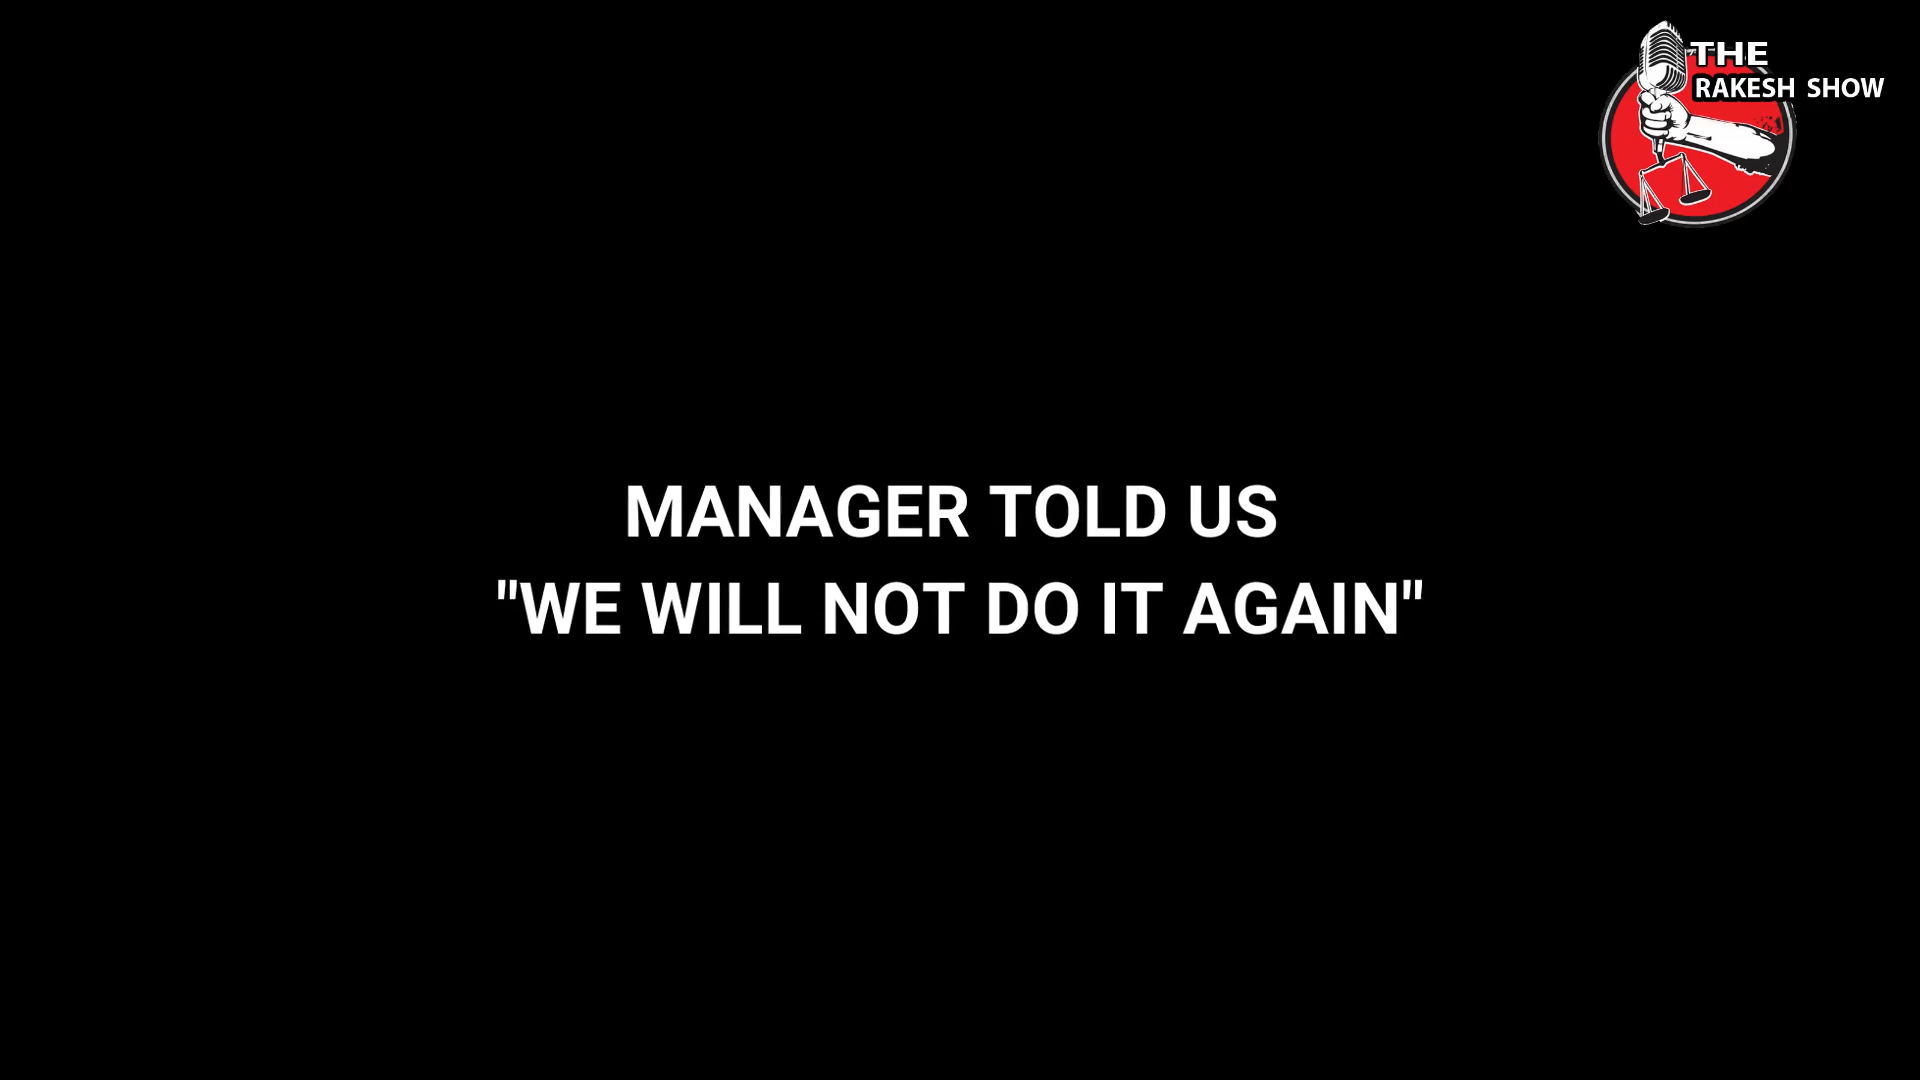 THE
RAKESH SHOW
MANAGER TOLD US
"WE WILL NOT DO IT AGAIN"